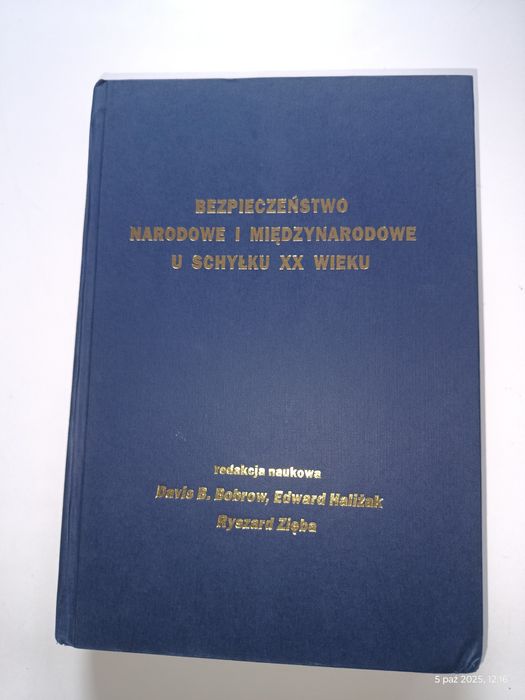 BEZPIECZEŃSTWO
NARODOWE I MIĘDZYNARODOWE
U SCHYŁKU XX WIEKU
redakcja naukowa
Davis B. Bobrow, Edward Haliżak
Ryszard Zięba
5 paź 2025, 12:16